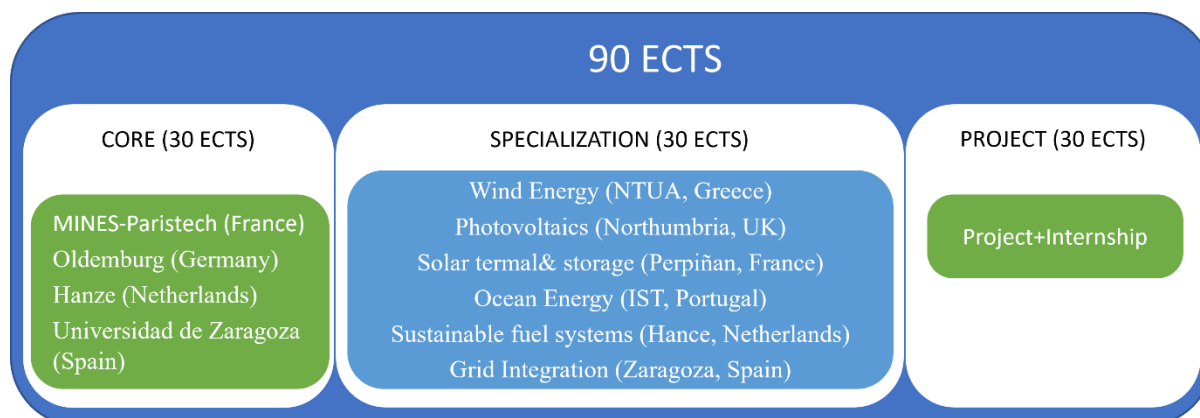 90 ECTS
CORE (30 ECTS)
MINES-Paristech (France)
Oldemburg (Germany)
Hanze (Netherlands)
Universidad de Zaragoza
(Spain)
SPECIALIZATION (30 ECTS)
Wind Energy (NTUA, Greece)
Photovoltaics (Northumbria, UK)
Solar termal& storage (Perpiñan, France)
Ocean Energy (IST, Portugal)
Sustainable fuel systems (Hance, Netherlands)
Grid Integration (Zaragoza, Spain)
PROJECT (30 ECTS)
Project+Internship